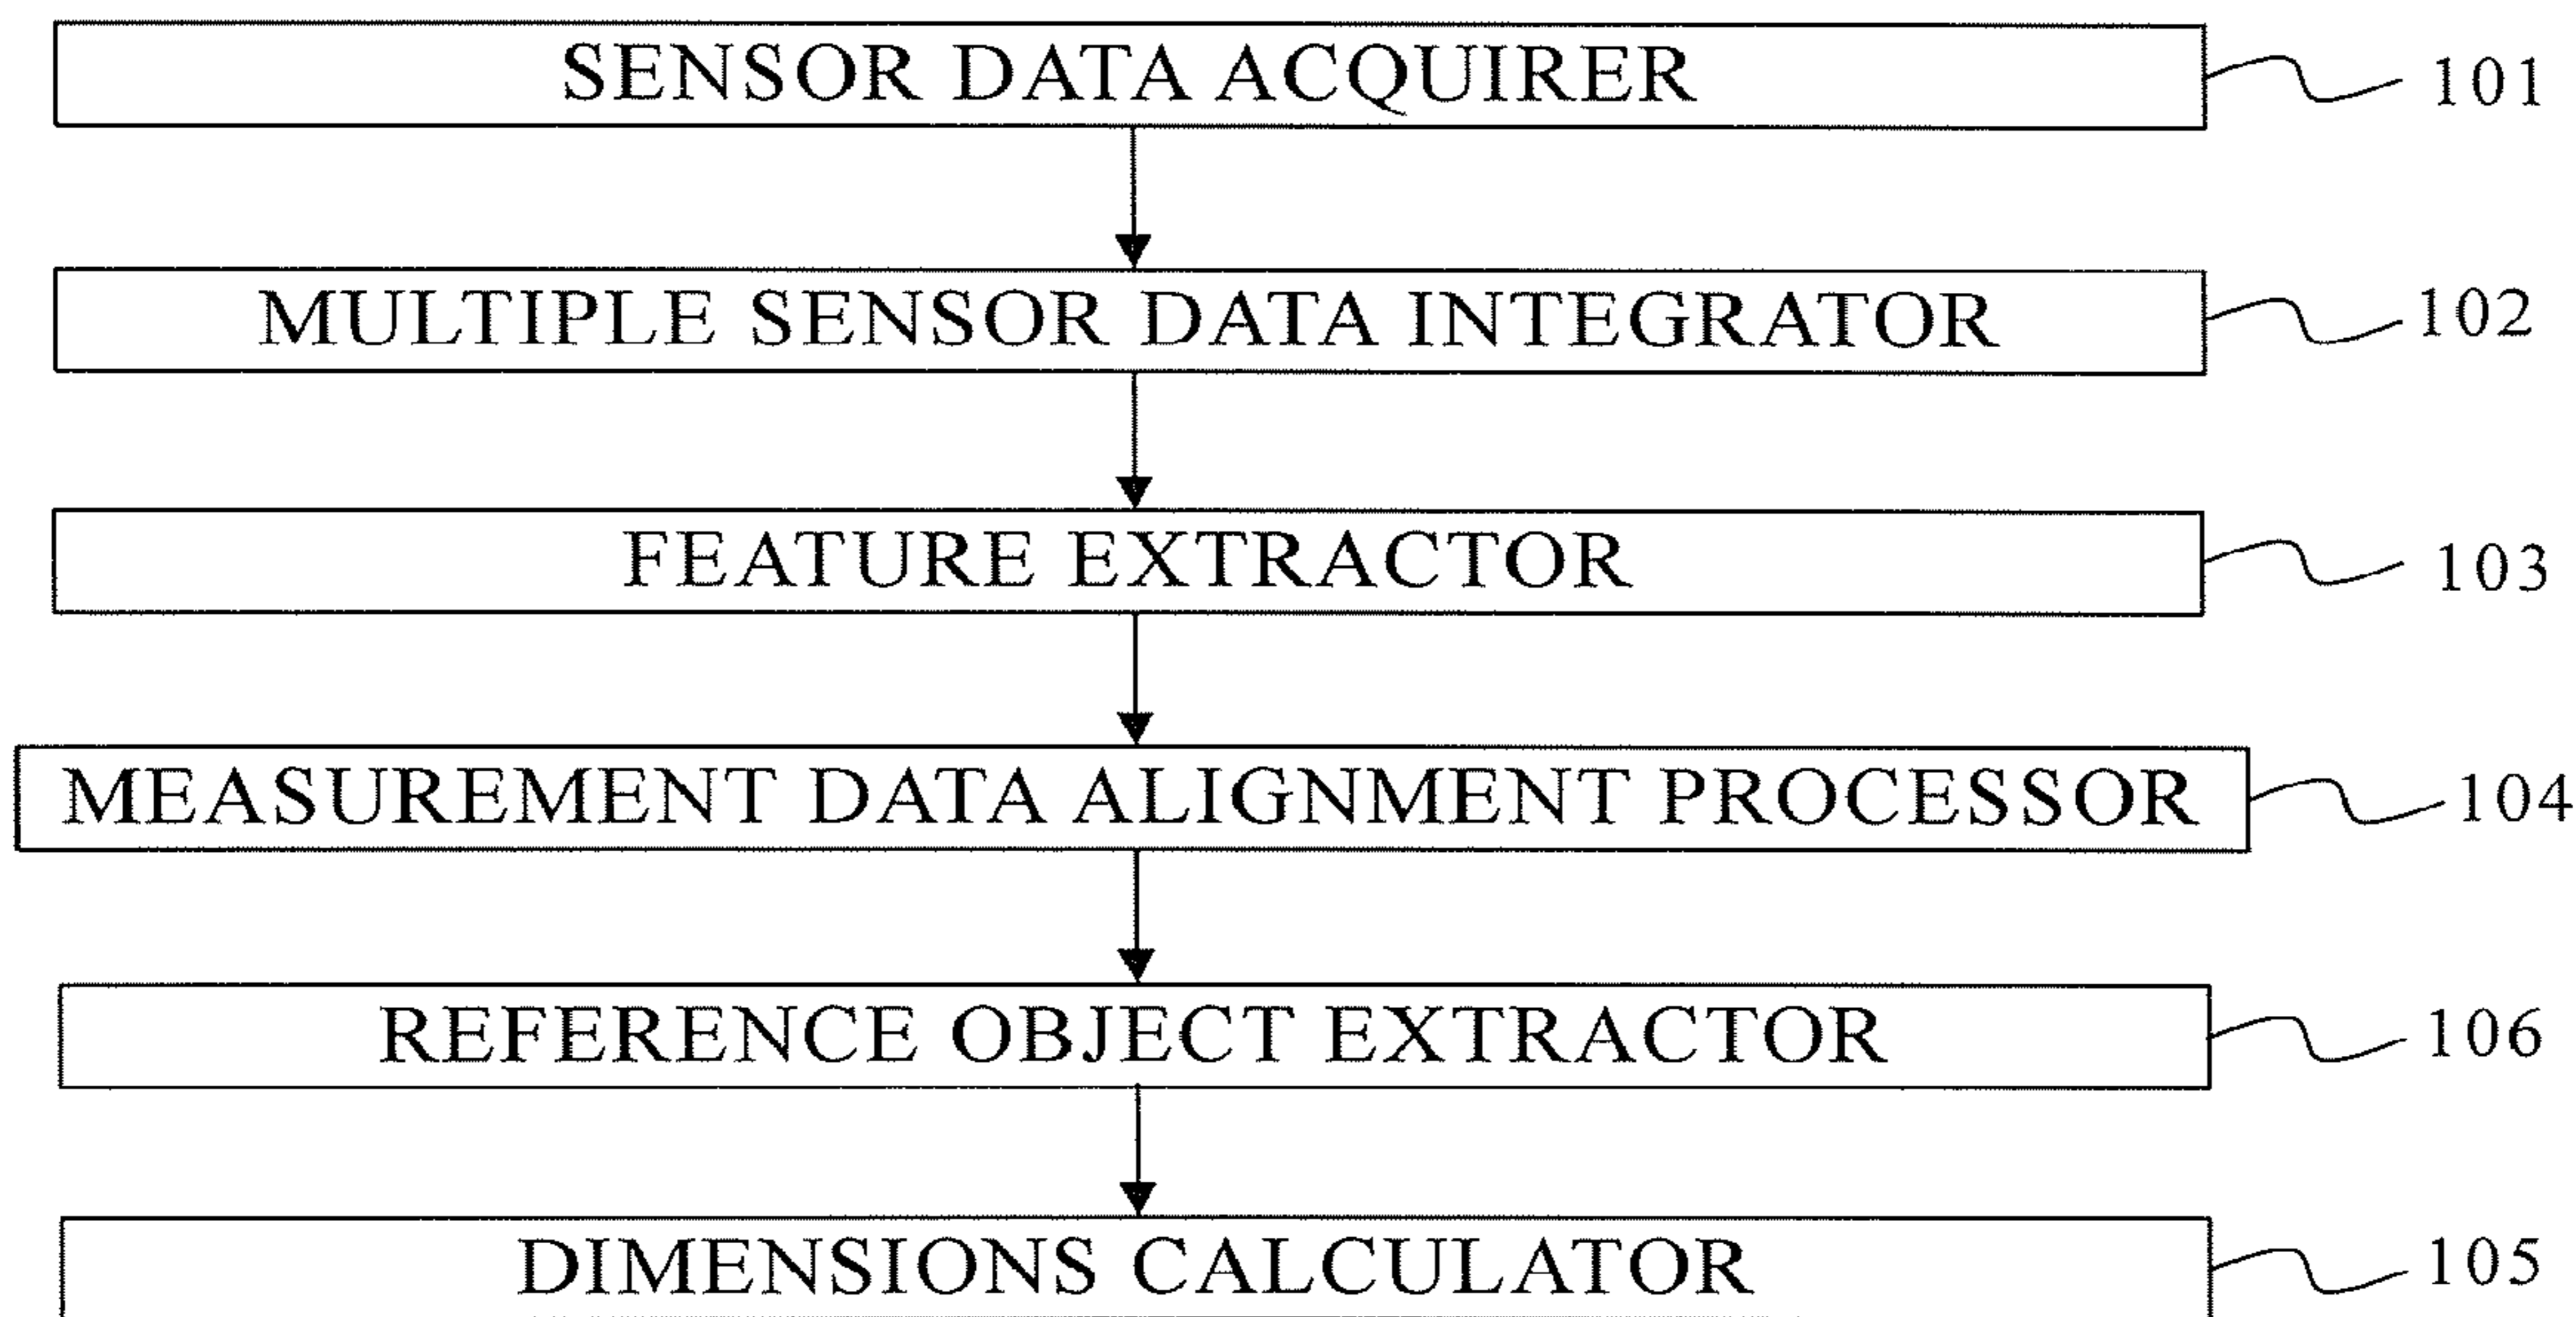 SENSOR DATA ACQUIRER 101
MULTIPLE SENSOR DATA INTEGRATOR 102
FEATURE EXTRACTOR 103
MEASUREMENT DATA ALIGNMENT PROCESSOR 104
REFERENCE OBJECT EXTRACTOR 106
DIMENSIONS CALCULATOR 105